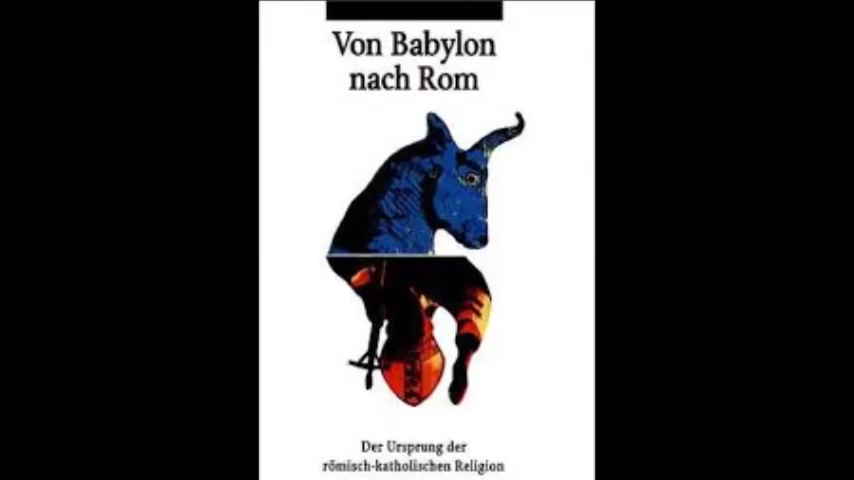 Von Babylon
nach Rom
Der Ursprung der
römisch-katholischen Religion